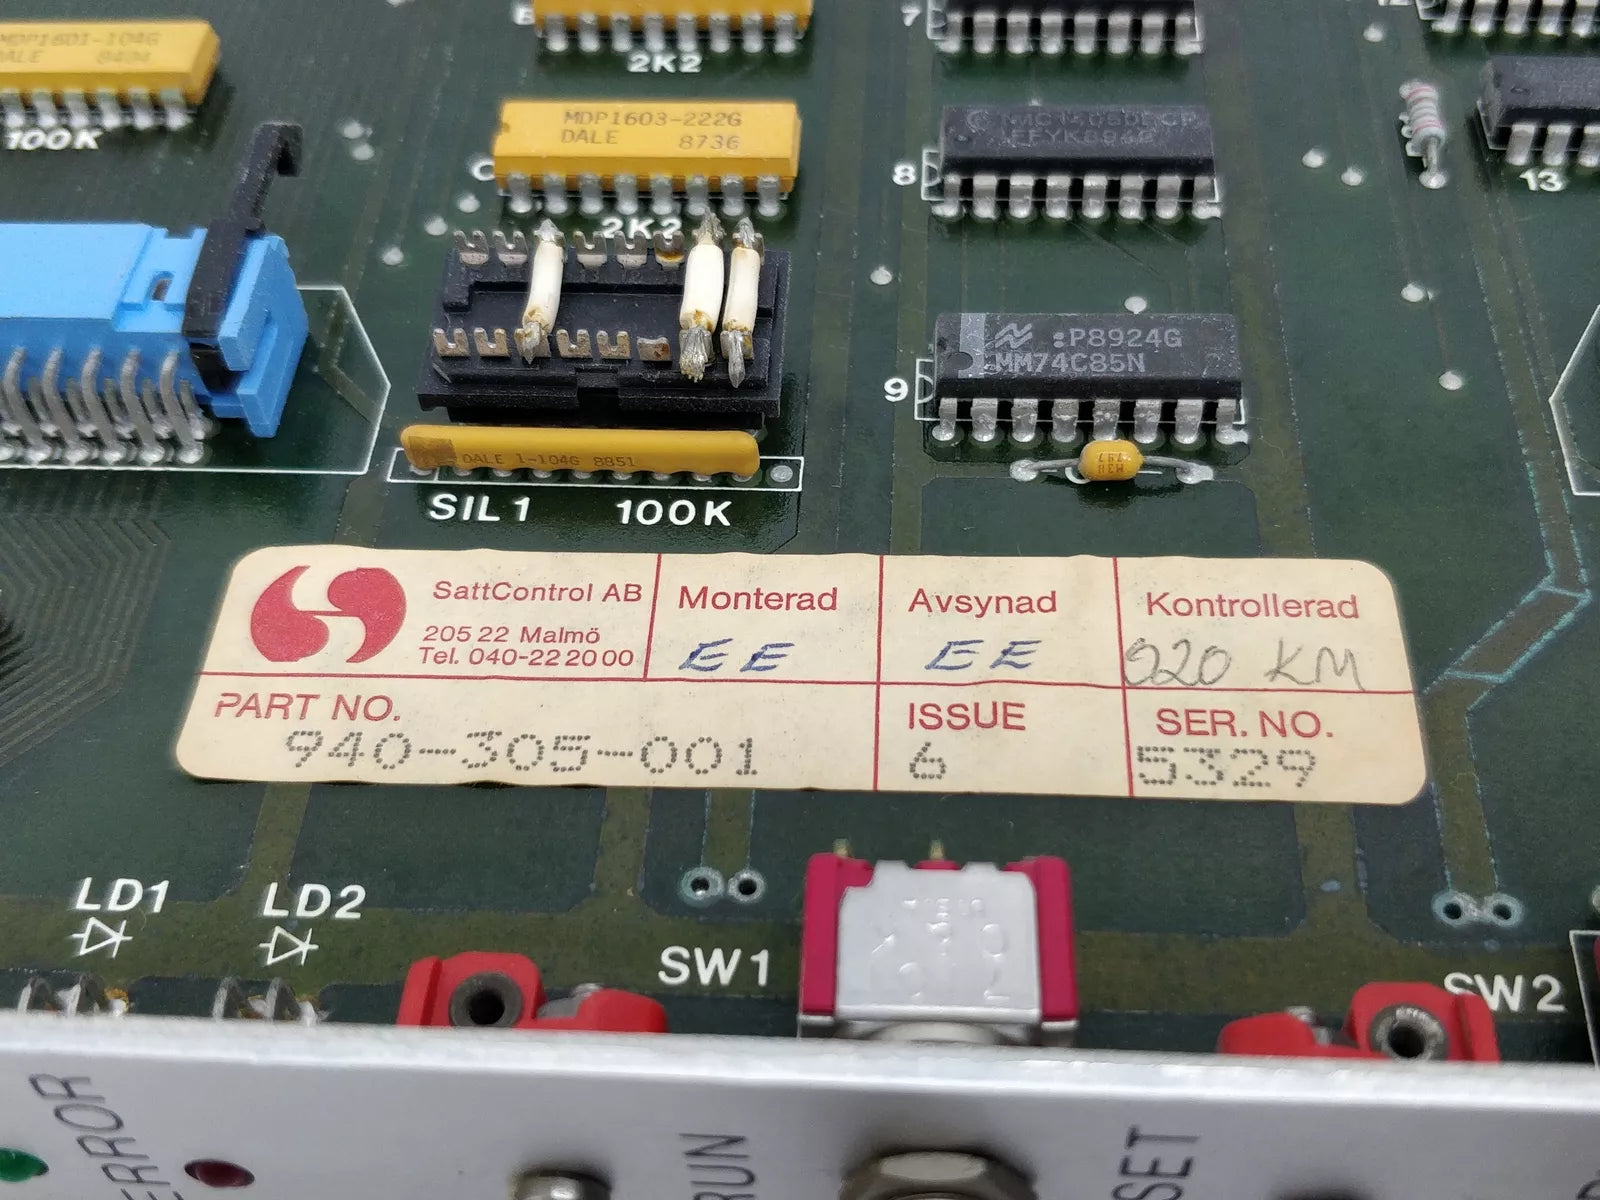 MDP1601-104G
DALE 8404
100K
2K2
MDP1603-222G
DALE 8736
C
2K2
7
8
13
:P8924G
MM74C85N
9
DALE 1-104G 8851
SIL1 100K
SattControl AB
205 22 Malmö
Tel. 040-22 20 00
Monterad
EE
Avsynad
EE
Kontrollerad
020 KM
PART NO.
940-305-001
ISSUE
6
SER. NO.
5329
LD1
LD2
SW1
SW2
ERROR
RUN
SET